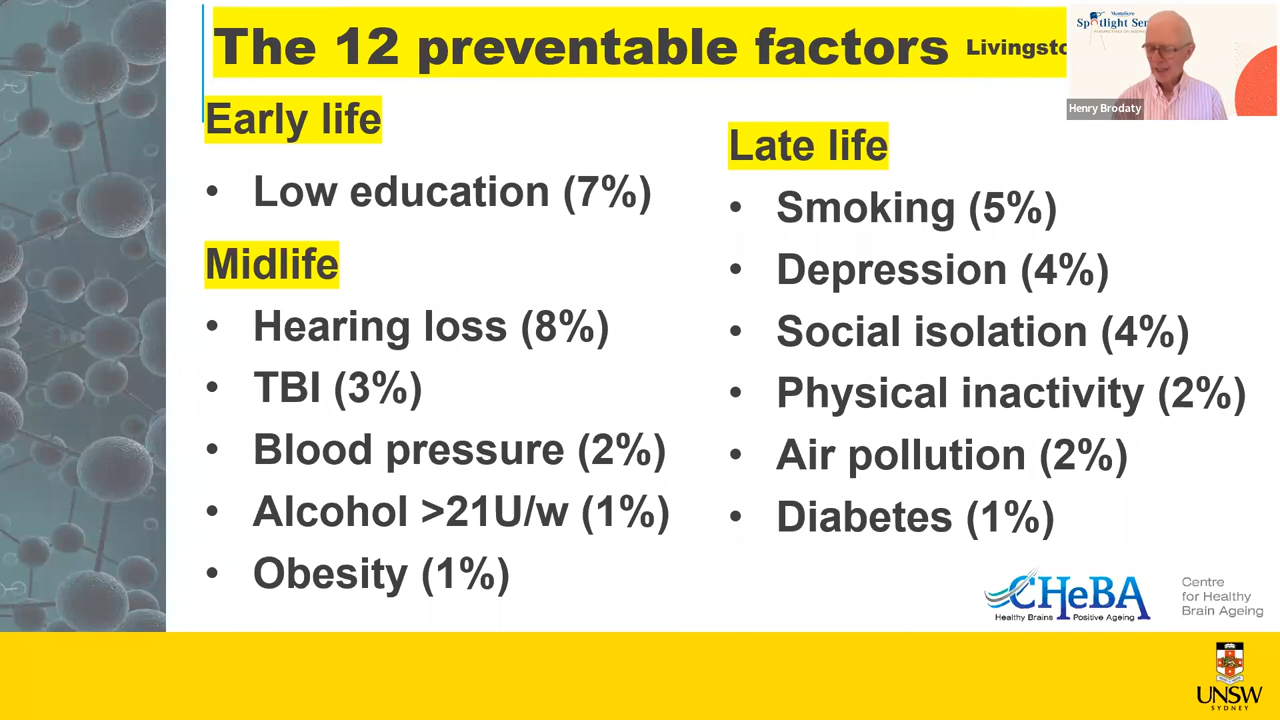 The 12 preventable factors
Early life
• Low education (7%)
Midlife
• Hearing loss (8%)
• TBI (3%)
• Blood pressure (2%)
• Alcohol >21U/w (1%)
• Obesity (1%)
Late life
• Smoking (5%)
• Depression (4%)
• Social isolation (4%)
• Physical inactivity (2%)
• Air pollution (2%)
• Diabetes (1%)
Spotlight
Henry Brodaty
CHeBA
Healthy Brains Positive Ageing
Centre
for Healthy
Brain Ageing
UNSW
SYDNEY